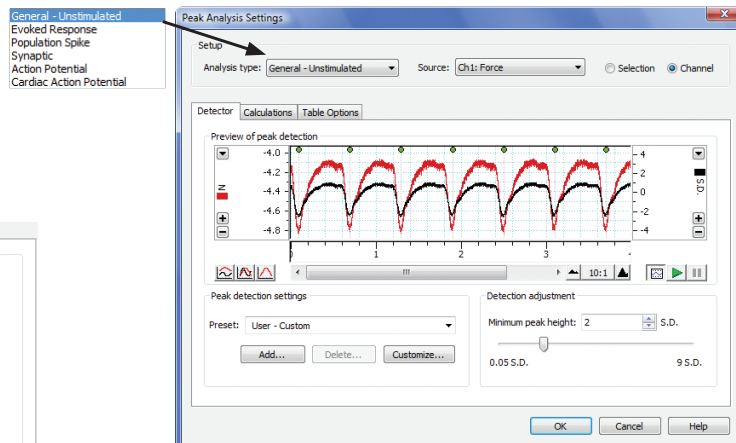 General - Unstimulated
Evoked Response
Population Spike
Synaptic
Action Potential
Cardiac Action Potential
Peak Analysis Settings
Setup
Analysis type: General - Unstimulated Source: Ch1: Force Selection Channel
Detector Calculations Table Options
Preview of peak detection
-4.0
-4.2
-4.4
-4.6
-4.8
N
4
2
0
-2
-4
S.D.
1 2 3
10:1
Peak detection settings
Preset: User - Custom
Add... Delete... Customize...
Detection adjustment
Minimum peak height: 2 S.D.
0.05 S.D. 9 S.D.
OK Cancel Help